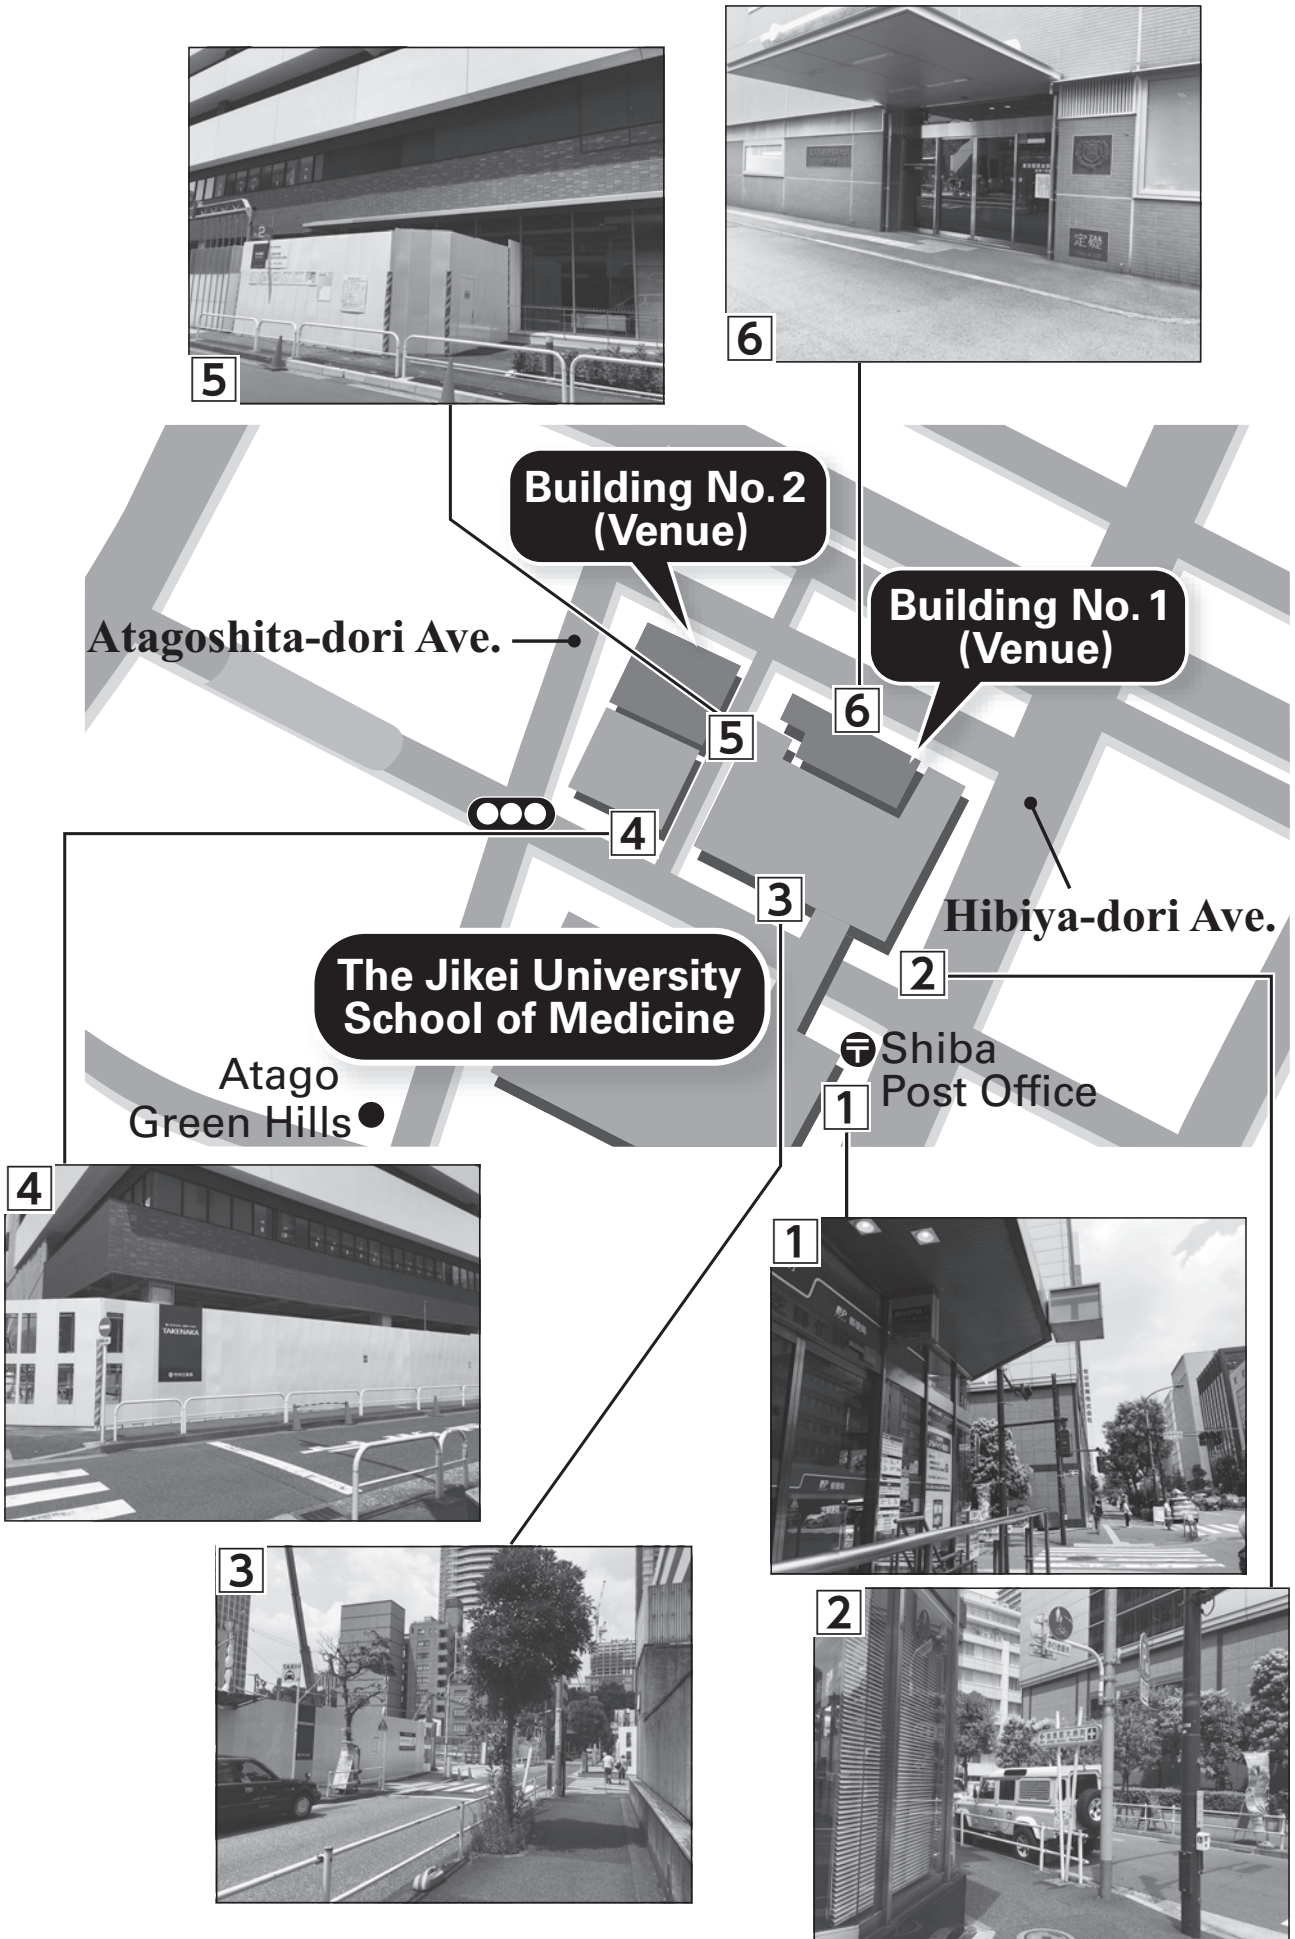 5
6
Building No. 2
(Venue)
Building No. 1
(Venue)
Atagoshita-dori Ave.
6
5
4
3
Hibiya-dori Ave.
2
The Jikei University
School of Medicine
〒
Shiba
Post Office
1
Atago
Green Hills
4
TAKENAKA
1
3
2
定礎